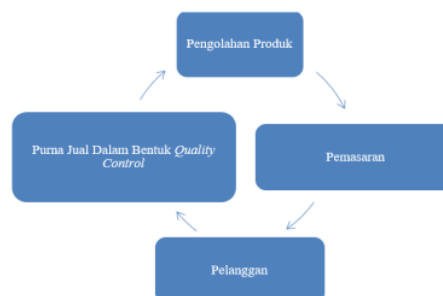 Pengolahan Produk
Purna Jual Dalam Bentuk Quality
Control
Pemasaran
Pelanggan